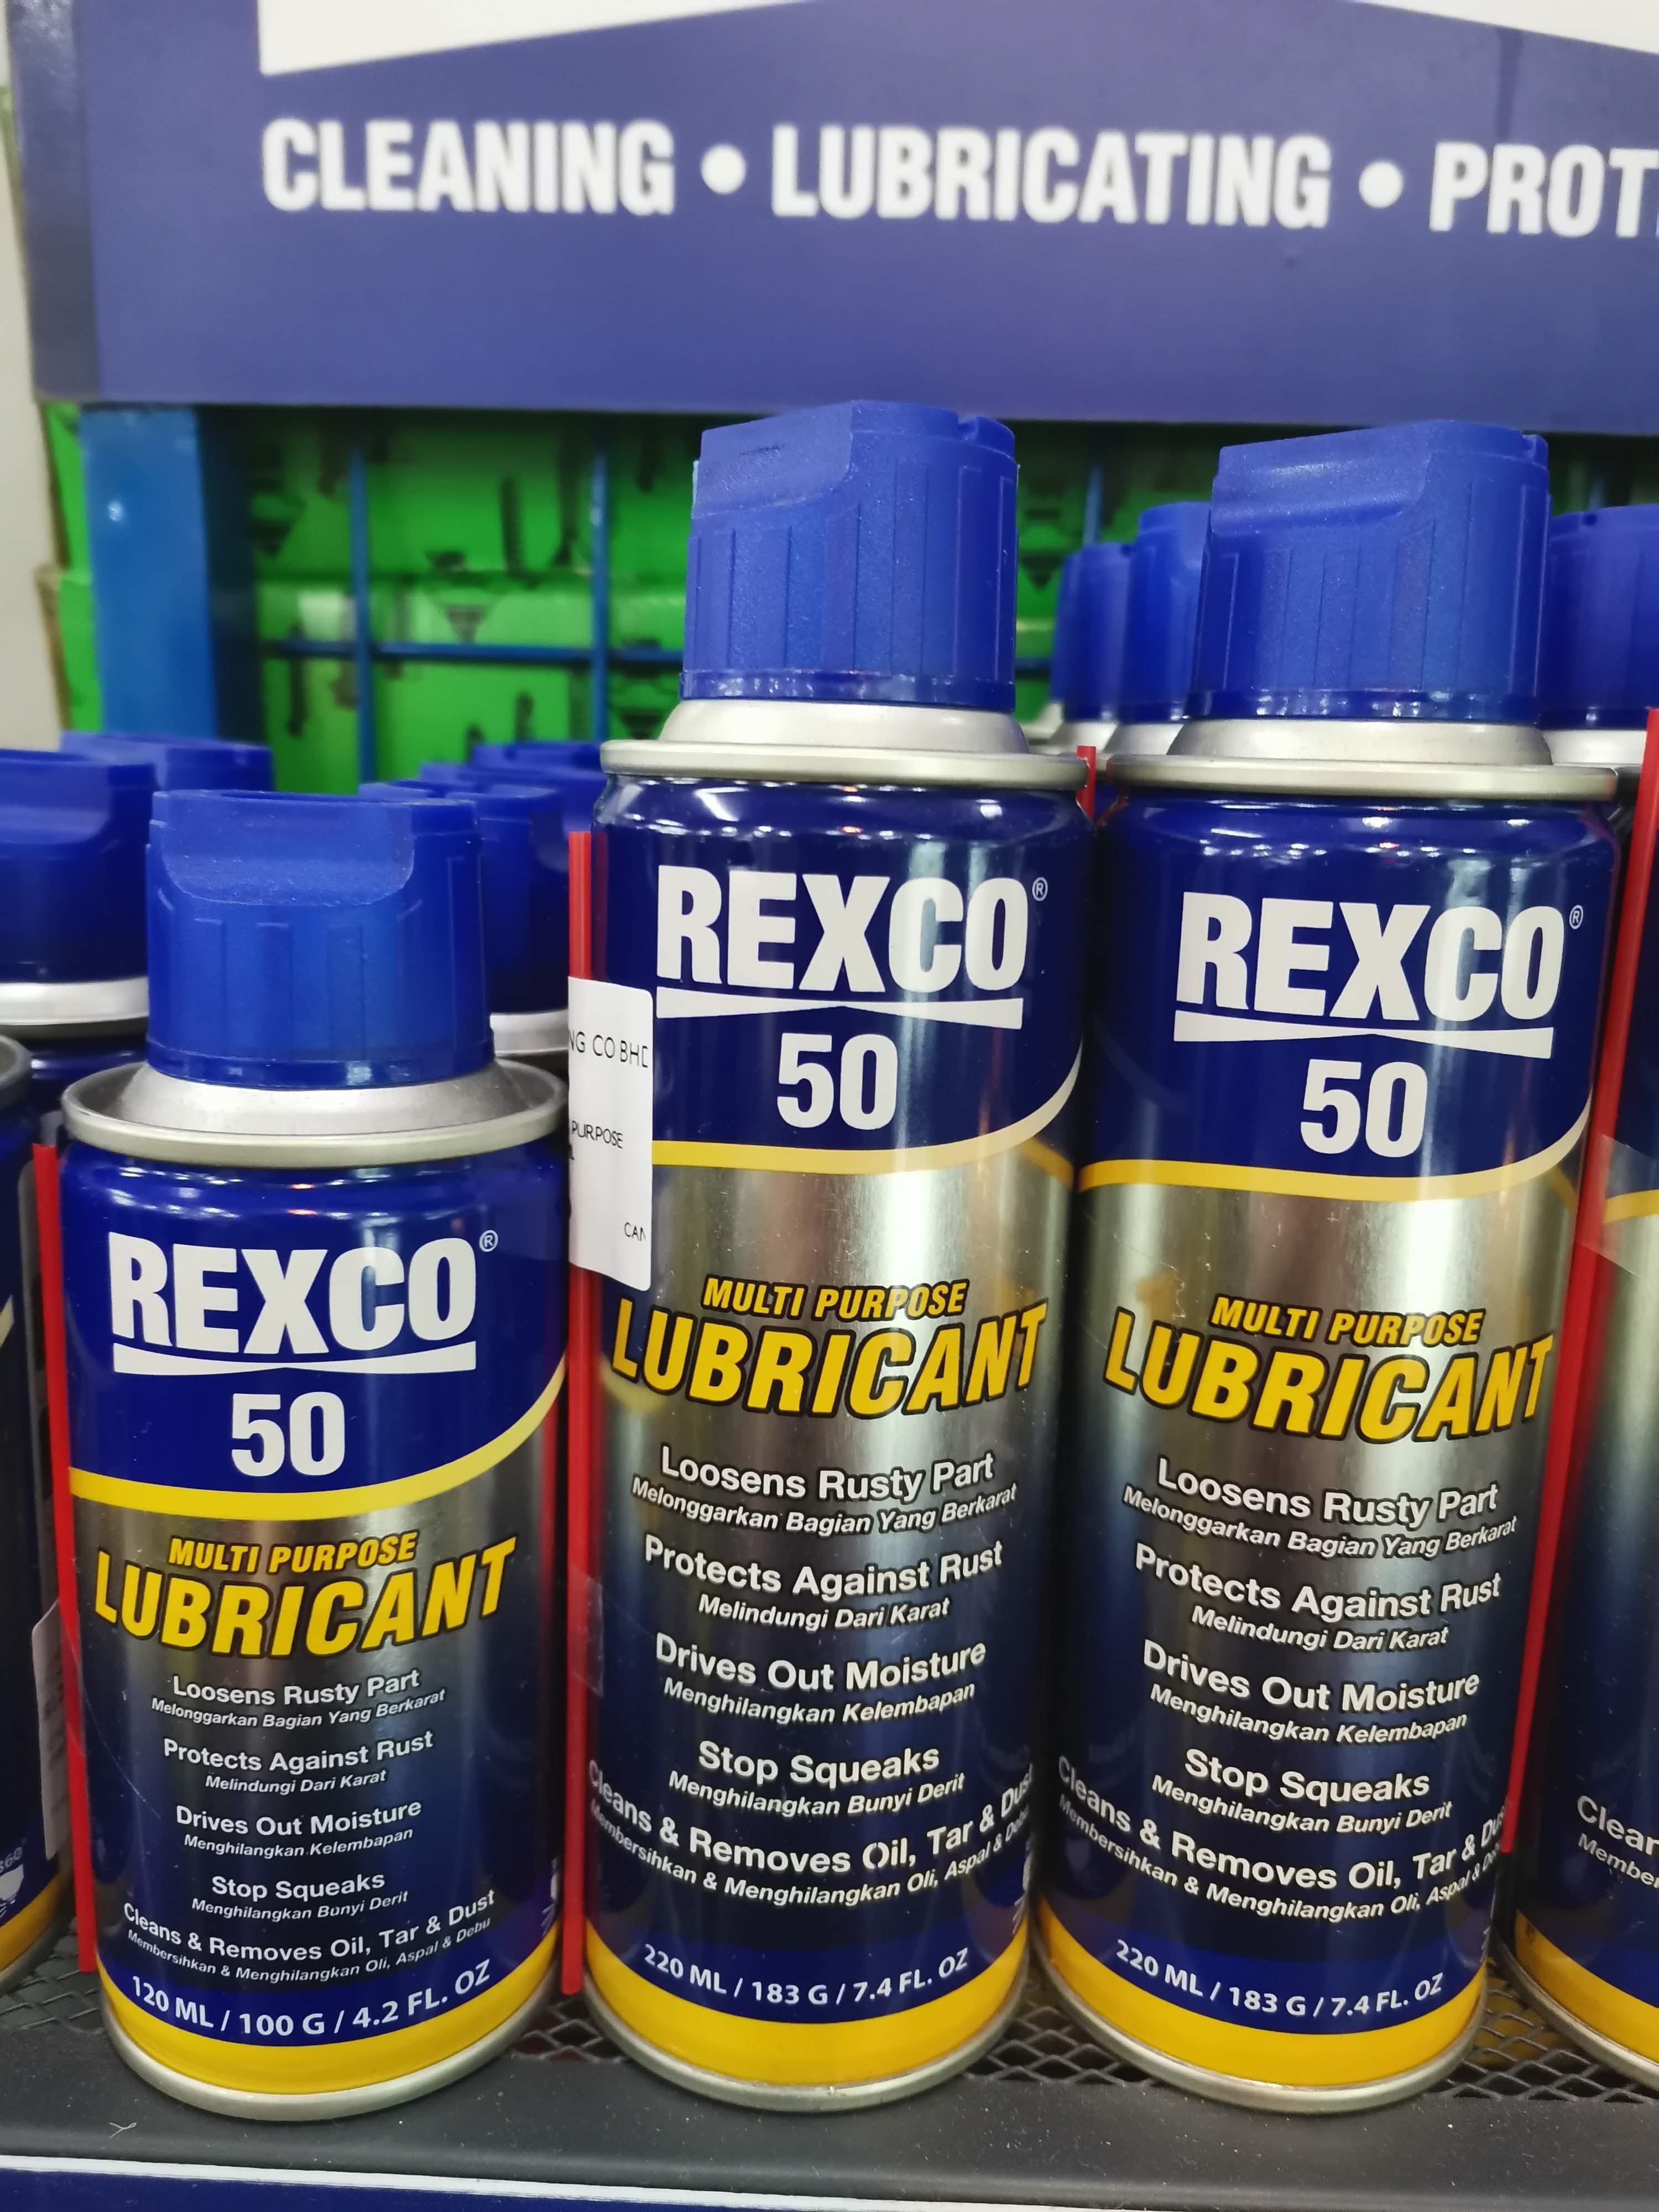 CLEANING • LUBRICATING •
REXCO®
50
MULTI PURPOSE
LUBRICANT
Loosens Rusty Part
Melonggarkan Bagian Yang Berkarat
Protects Against Rust
Melindungi Dari Karat
Drives Out Moisture
Menghilangkan Kelembapan
Stop Squeaks
Menghilangkan Bunyi Derit
Cleans & Removes Oil, Tar & Dust
Membersihkan & Menghilangkan Oli, Aspal & Debu
120 ML / 100 G / 4.2 FL. OZ
CO BHD
PURPOSE
REXCO®
50
MULTI PURPOSE
LUBRICANT
Loosens Rusty Part
Melonggarkan Bagian Yang Berkarat
Protects Against Rust
Melindungi Dari Karat
Drives Out Moisture
Menghilangkan Kelembapan
Stop Squeaks
Menghilangkan Bunyi Derit
Cleans & Removes Oil, Tar & Dust
Membersihkan & Menghilangkan Oli, Aspal & Debu
220 ML / 183 G / 7.4 FL. OZ
REXCO®
50
MULTI PURPOSE
LUBRICANT
Loosens Rusty Part
Melonggarkan Bagian Yang Berkarat
Protects Against Rust
Melindungi Dari Karat
Drives Out Moisture
Menghilangkan Kelembapan
Stop Squeaks
Menghilangkan Bunyi Derit
Cleans & Removes Oil, Tar &
Membersihkan & Menghilangkan Oli, Aspal &
220 ML / 183 G / 7.4 FL. OZ